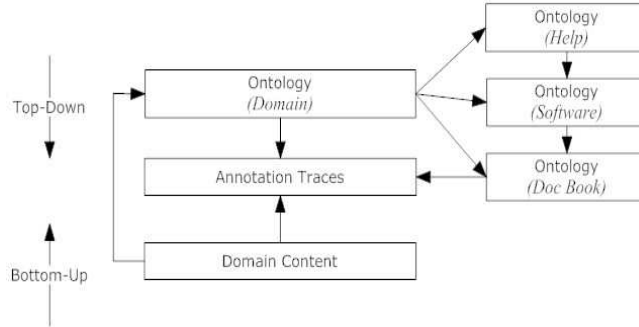 Ontology
(Help)
Top-Down
Ontology
(Domain)
Ontology
(Software)
Annotation Traces
Ontology
(Doc Book)
Bottom-Up
Domain Content